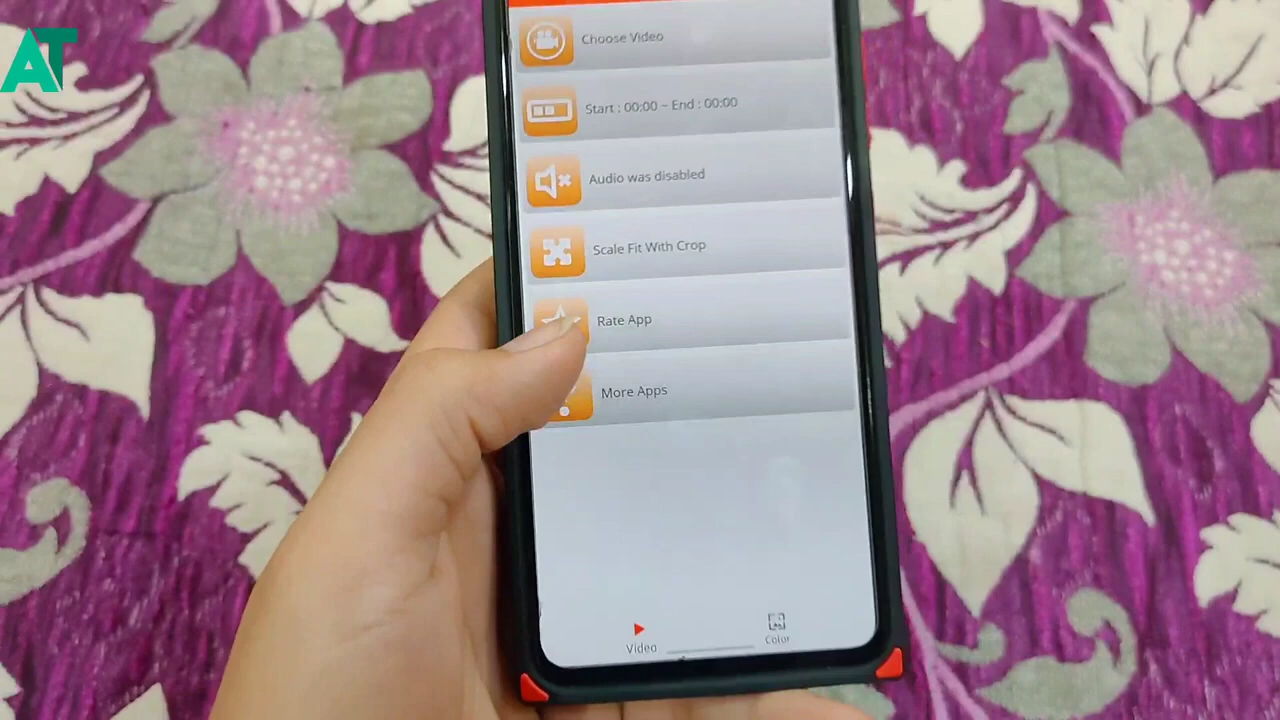 AT
Choose Video
Start : 00:00 ~ End : 00:00
Audio was disabled
Scale Fit With Crop
Rate App
More Apps
Video
Color